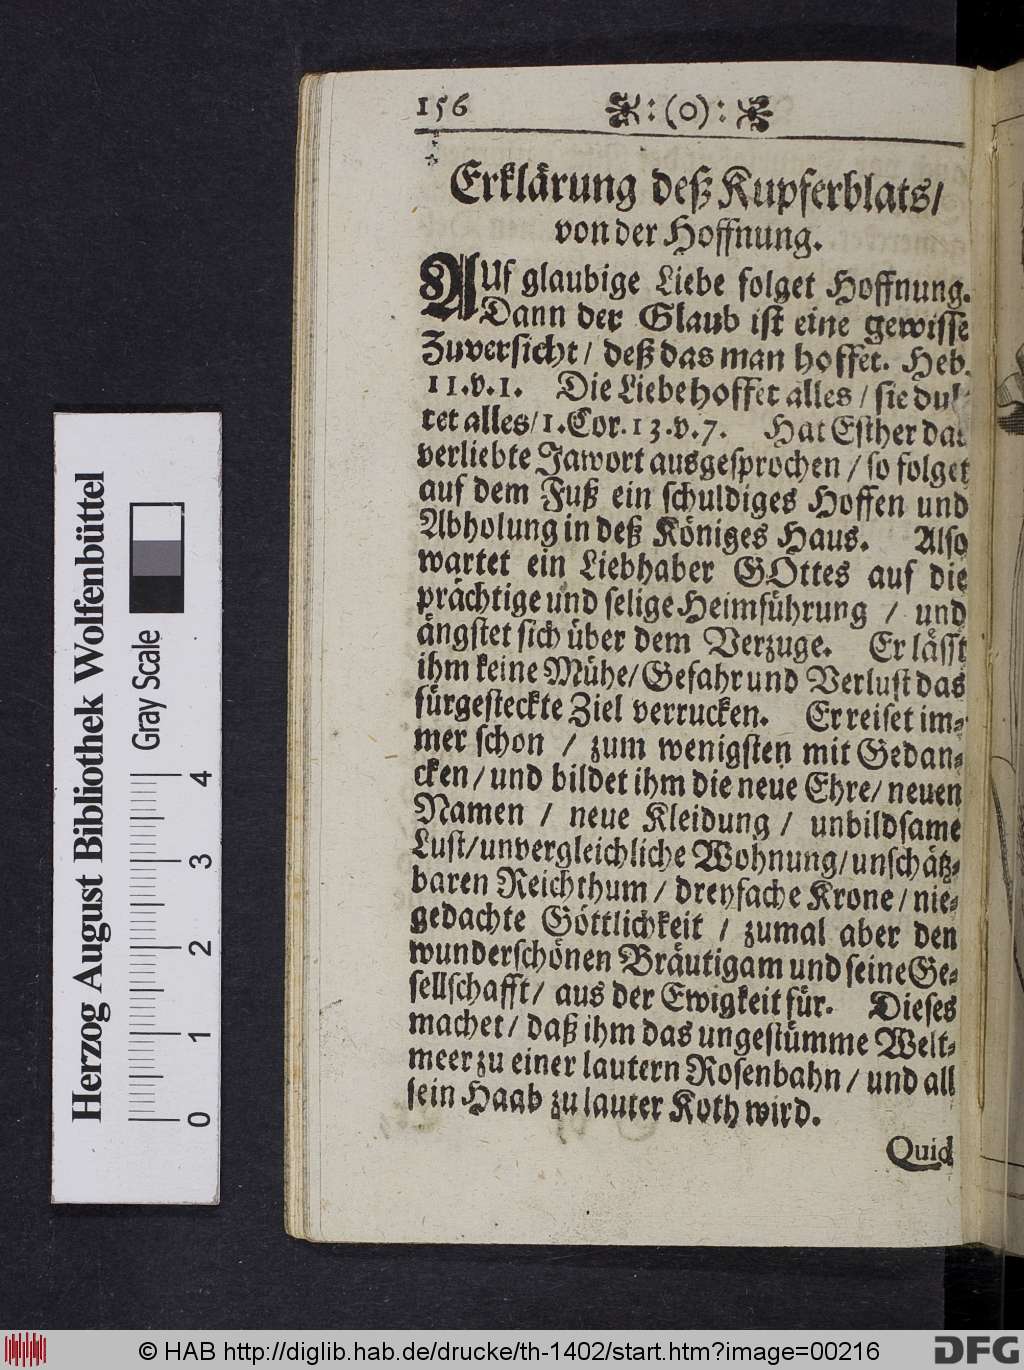 156 :(o):
Erklärung deß Kupferblats/
von der Hoffnung.
AUf glaubige Liebe folget Hoffnung.
Dann der Glaub ist eine gewisse
Zuversicht/ deß das man hoffet. Heb.
11.v.1. Die Liebe hoffet alles/ sie dul-
tet alles/1.Cor.13.v.7. Hat Esther das
verliebte Jawort ausgesprochen/ so folget
auf dem Fuß ein schuldiges Hoffen und
Abholung in deß Königes Haus. Also
wartet ein Liebhaber GOttes auf die
prächtige und selige Heimführung / und
ängstet sich über dem Verzuge. Er lässt
ihm keine Mühe/Gefahr und Verlust das
fürgesteckte Ziel verrucken. Er reiset im-
mer schon / zum wenigsten mit Gedan-
cken/ und bildet ihm die neue Ehre/ neuen
Namen / neue Kleidung / unbildsame
Lust/unvergleichliche Wohnung/unschätz-
baren Reichthum / dreyfache Krone/ nie-
gedachte Göttlichkeit / zumal aber den
wunderschönen Bräutigam und seine Ge-
sellschafft/ aus der Ewigkeit für. Dieses
machet/ daß ihm das ungestümme Welt-
meer zu einer lautern Rosenbahn/ und all
sein Haab zu lauter Koth wird.
Quid
Herzog August Bibliothek Wolfenbüttel
Gray Scale
0 1 2 3 4
© HAB http://diglib.hab.de/drucke/th-1402/start.htm?image=00216
DFG